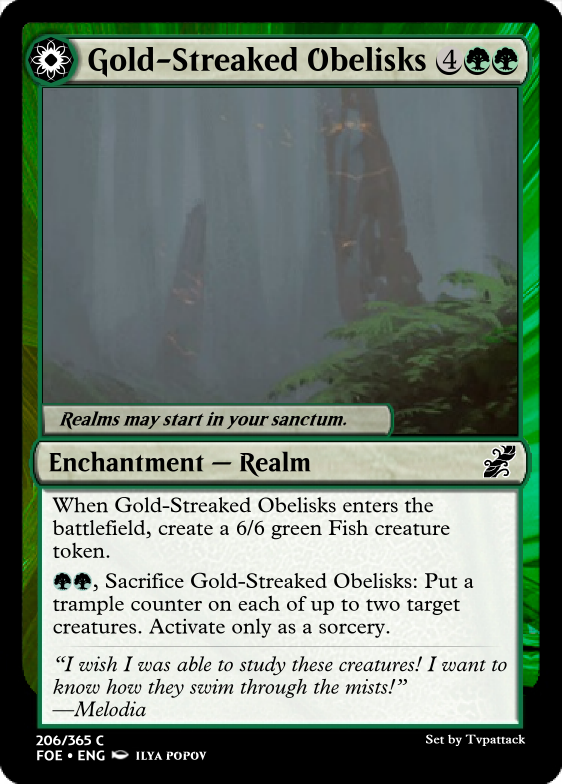 Gold-Streaked Obelisks 4
Realms may start in your sanctum.
Enchantment — Realm
When Gold-Streaked Obelisks enters the
battlefield, create a 6/6 green Fish creature
token.
, Sacrifice Gold-Streaked Obelisks: Put a
trample counter on each of up to two target
creatures. Activate only as a sorcery.
“I wish I was able to study these creatures! I want to
know how they swim through the mists!”
—Melodia
206/365 C
Set by Tvpattack
FOE • ENG ILYA POPOV